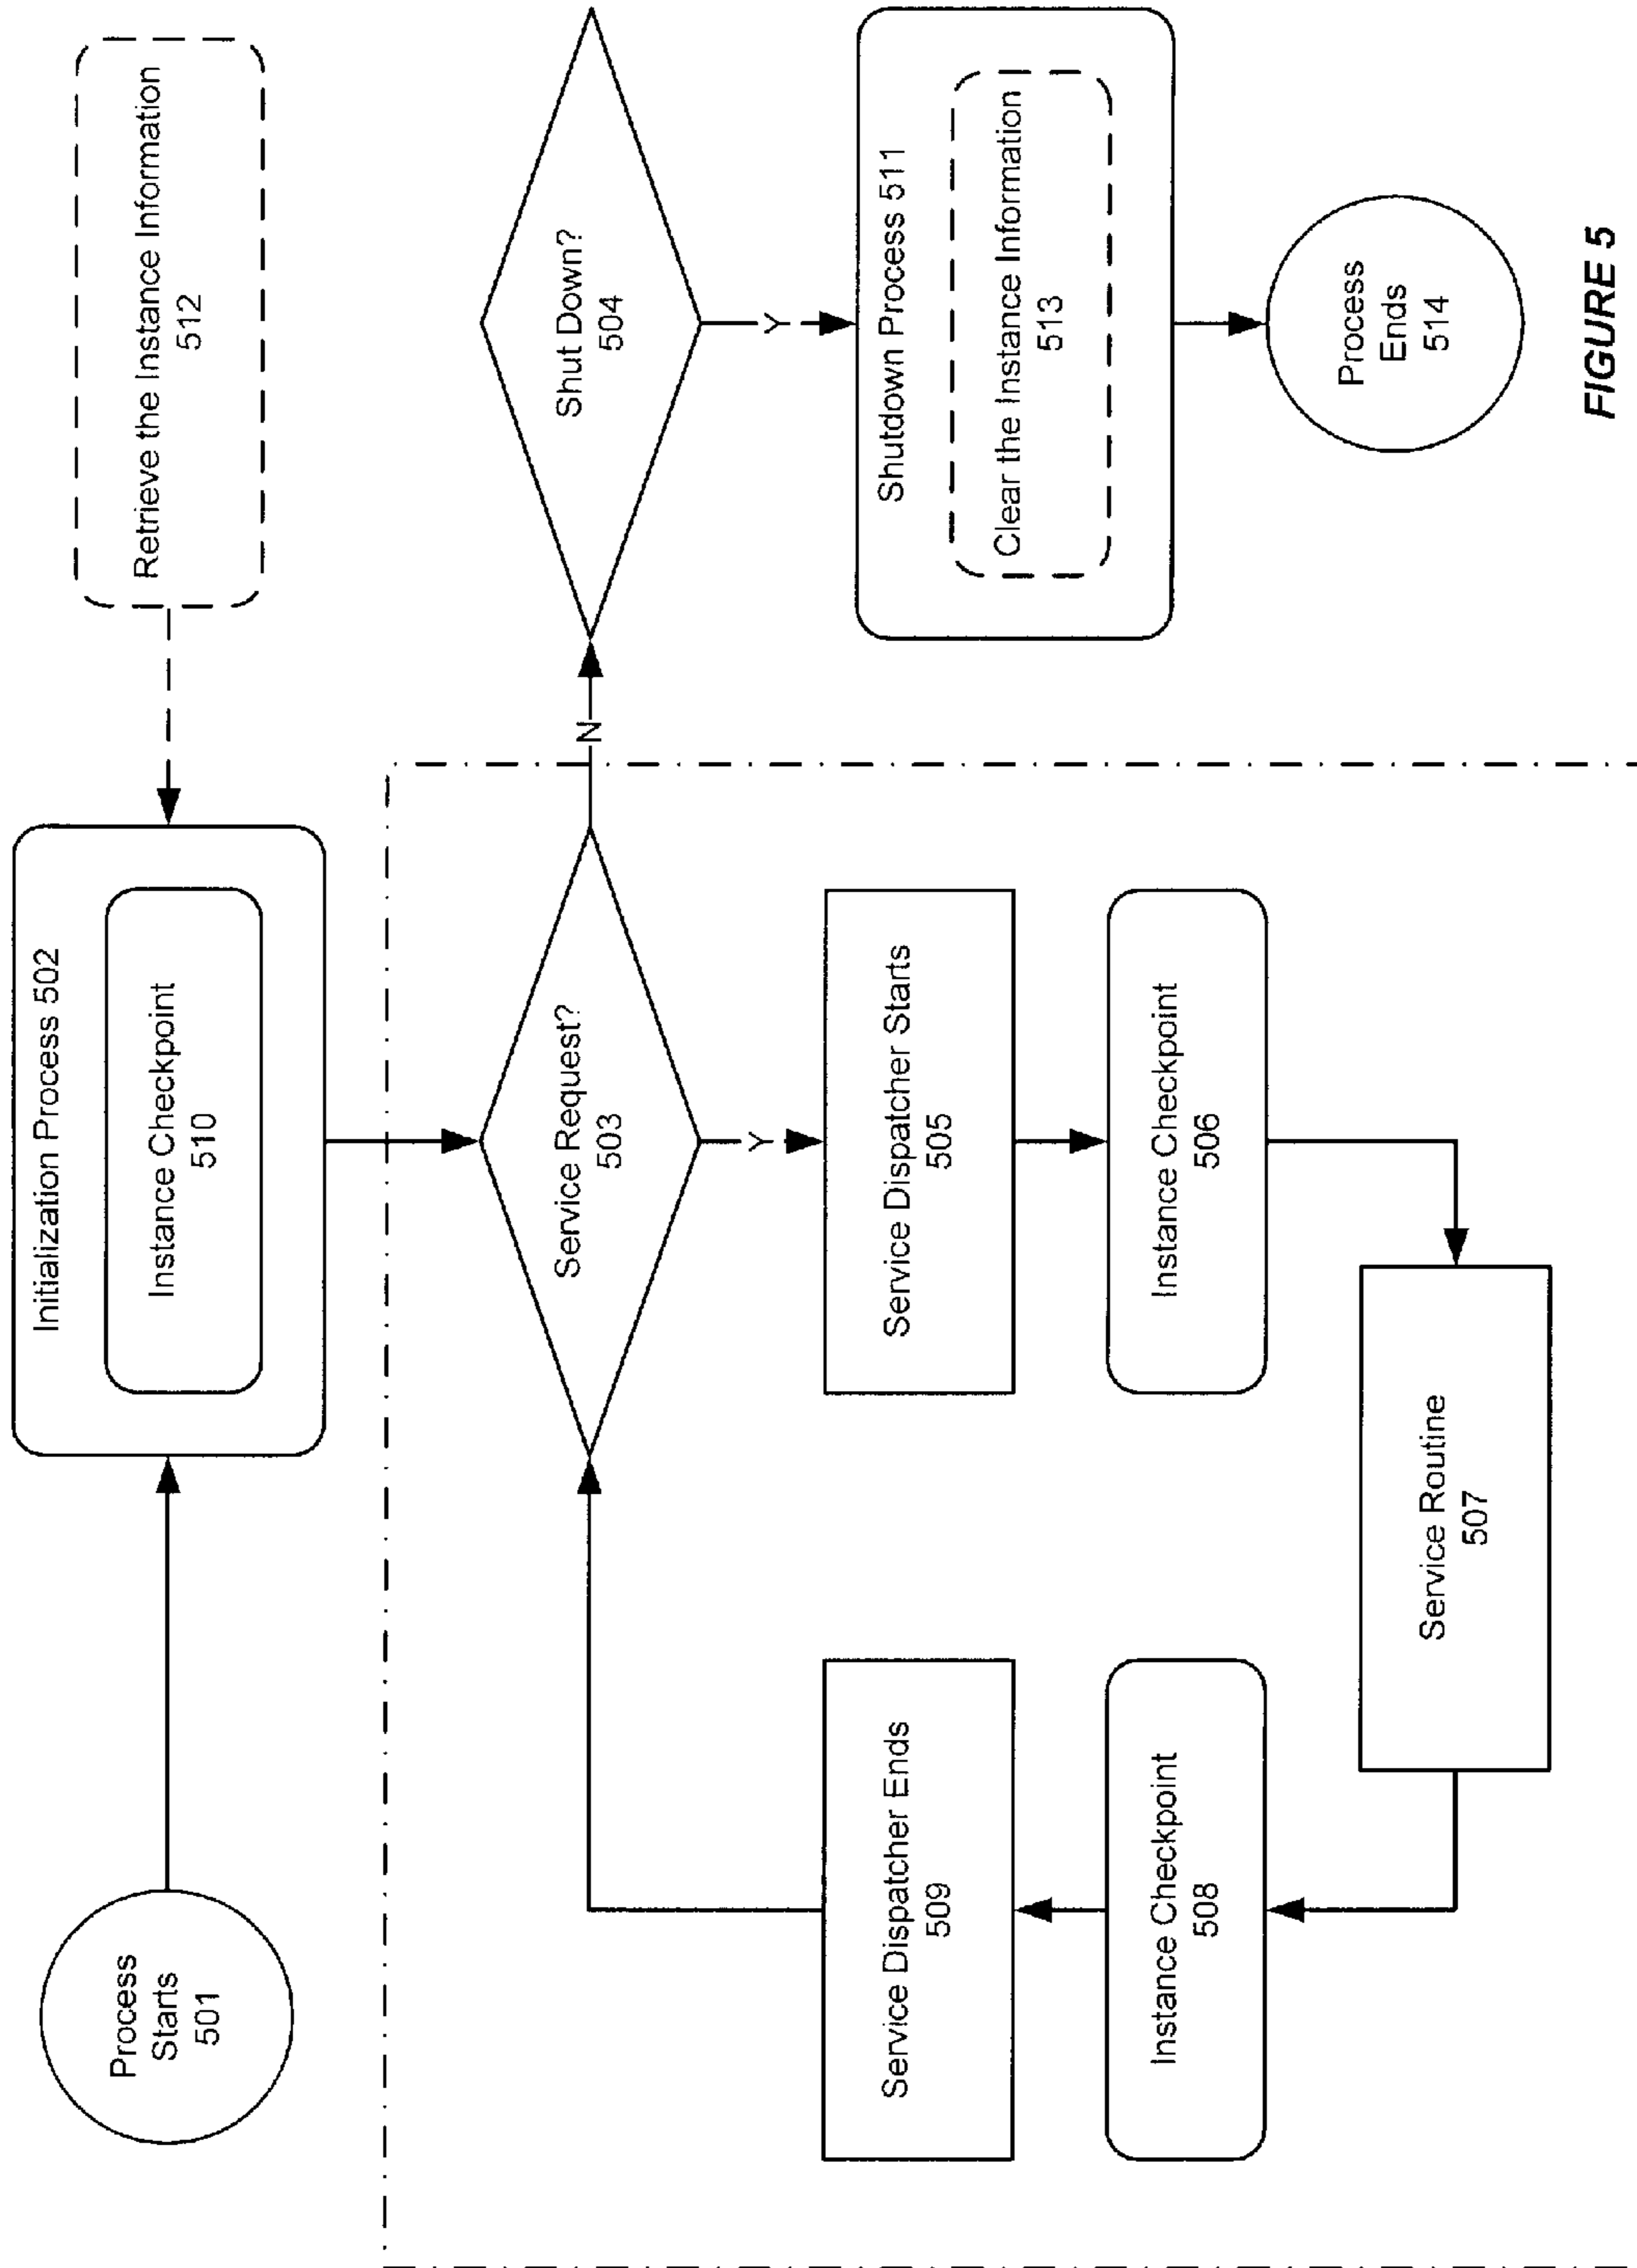 Process
Starts
501
Initialization Process 502
Instance Checkpoint
510
Retrieve the Instance Information
512
Service Request?
503
N
Shut Down?
504
Y
Y
Service Dispatcher Ends
509
Service Dispatcher Starts
505
Shutdown Process 511
Clear the Instance Information
513
Instance Checkpoint
508
Instance Checkpoint
506
Service Routine
507
Process
Ends
514
FIGURE 5